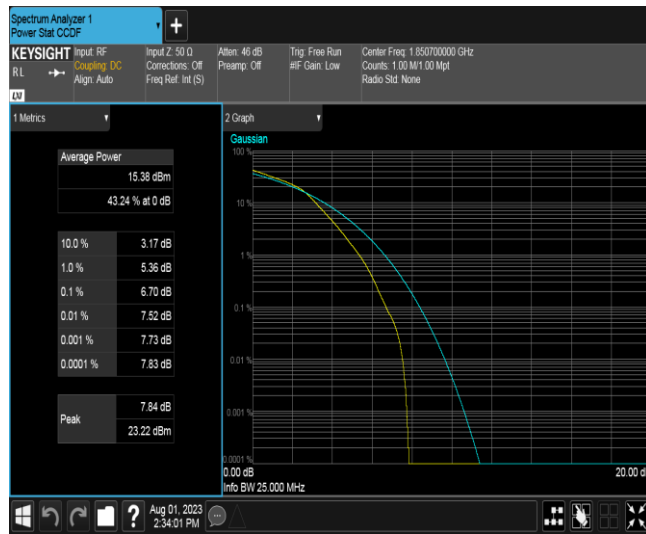 Spectrum Analyzer 1
Power Stat CCDF
+
KEYSIGHT
RL
LXI
Input: RF
Coupling: DC
Align: Auto
Input Z: 50 Ω
Corrections: Off
Freq Ref: Int (S)
Atten: 46 dB
Preamp: Off
Trig: Free Run
#IF Gain: Low
Center Freq: 1.850700000 GHz
Counts: 1.00 M/1.00 Mpt
Radio Std: None
1 Metrics
Average Power
15.38 dBm
43.24 % at 0 dB
10.0 % 3.17 dB
1.0 % 5.36 dB
0.1 % 6.70 dB
0.01 % 7.52 dB
0.001 % 7.73 dB
0.0001 % 7.83 dB
Peak
7.84 dB
23.22 dBm
2 Graph
Gaussian
100 %
10 %
1 %
0.1 %
0.01 %
0.001 %
0.0001 %
0.00 dB
20.00 d
Info BW 25.000 MHz
?
Aug 01, 2023
2:34:01 PM